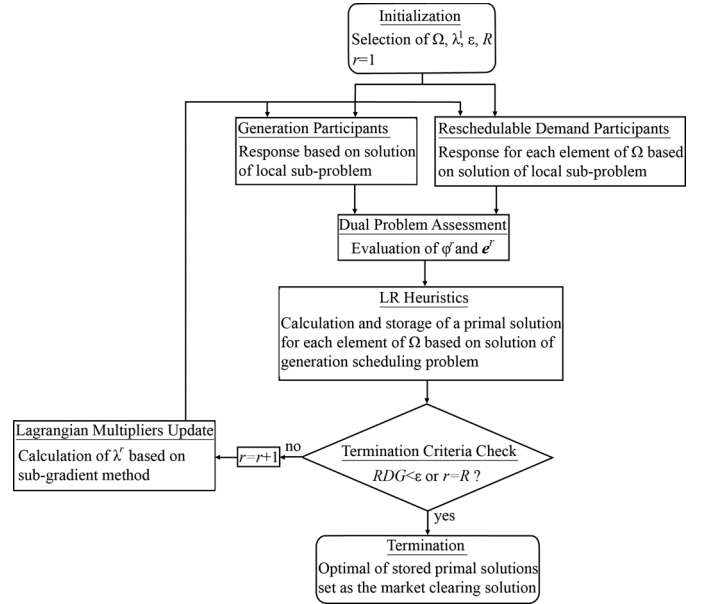 Initialization
Selection of Ω, λ¹, ε, R
r=1
Generation Participants
Response based on solution
of local sub-problem
Reschedulable Demand Participants
Response for each element of Ω based
on solution of local sub-problem
Dual Problem Assessment
Evaluation of φʳ and eʳ
LR Heuristics
Calculation and storage of a primal solution
for each element of Ω based on solution of
generation scheduling problem
Lagrangian Multipliers Update
Calculation of λʳ based on
sub-gradient method
r=r+1
no
Termination Criteria Check
RDG<ε or r=R ?
yes
Termination
Optimal of stored primal solutions
set as the market clearing solution